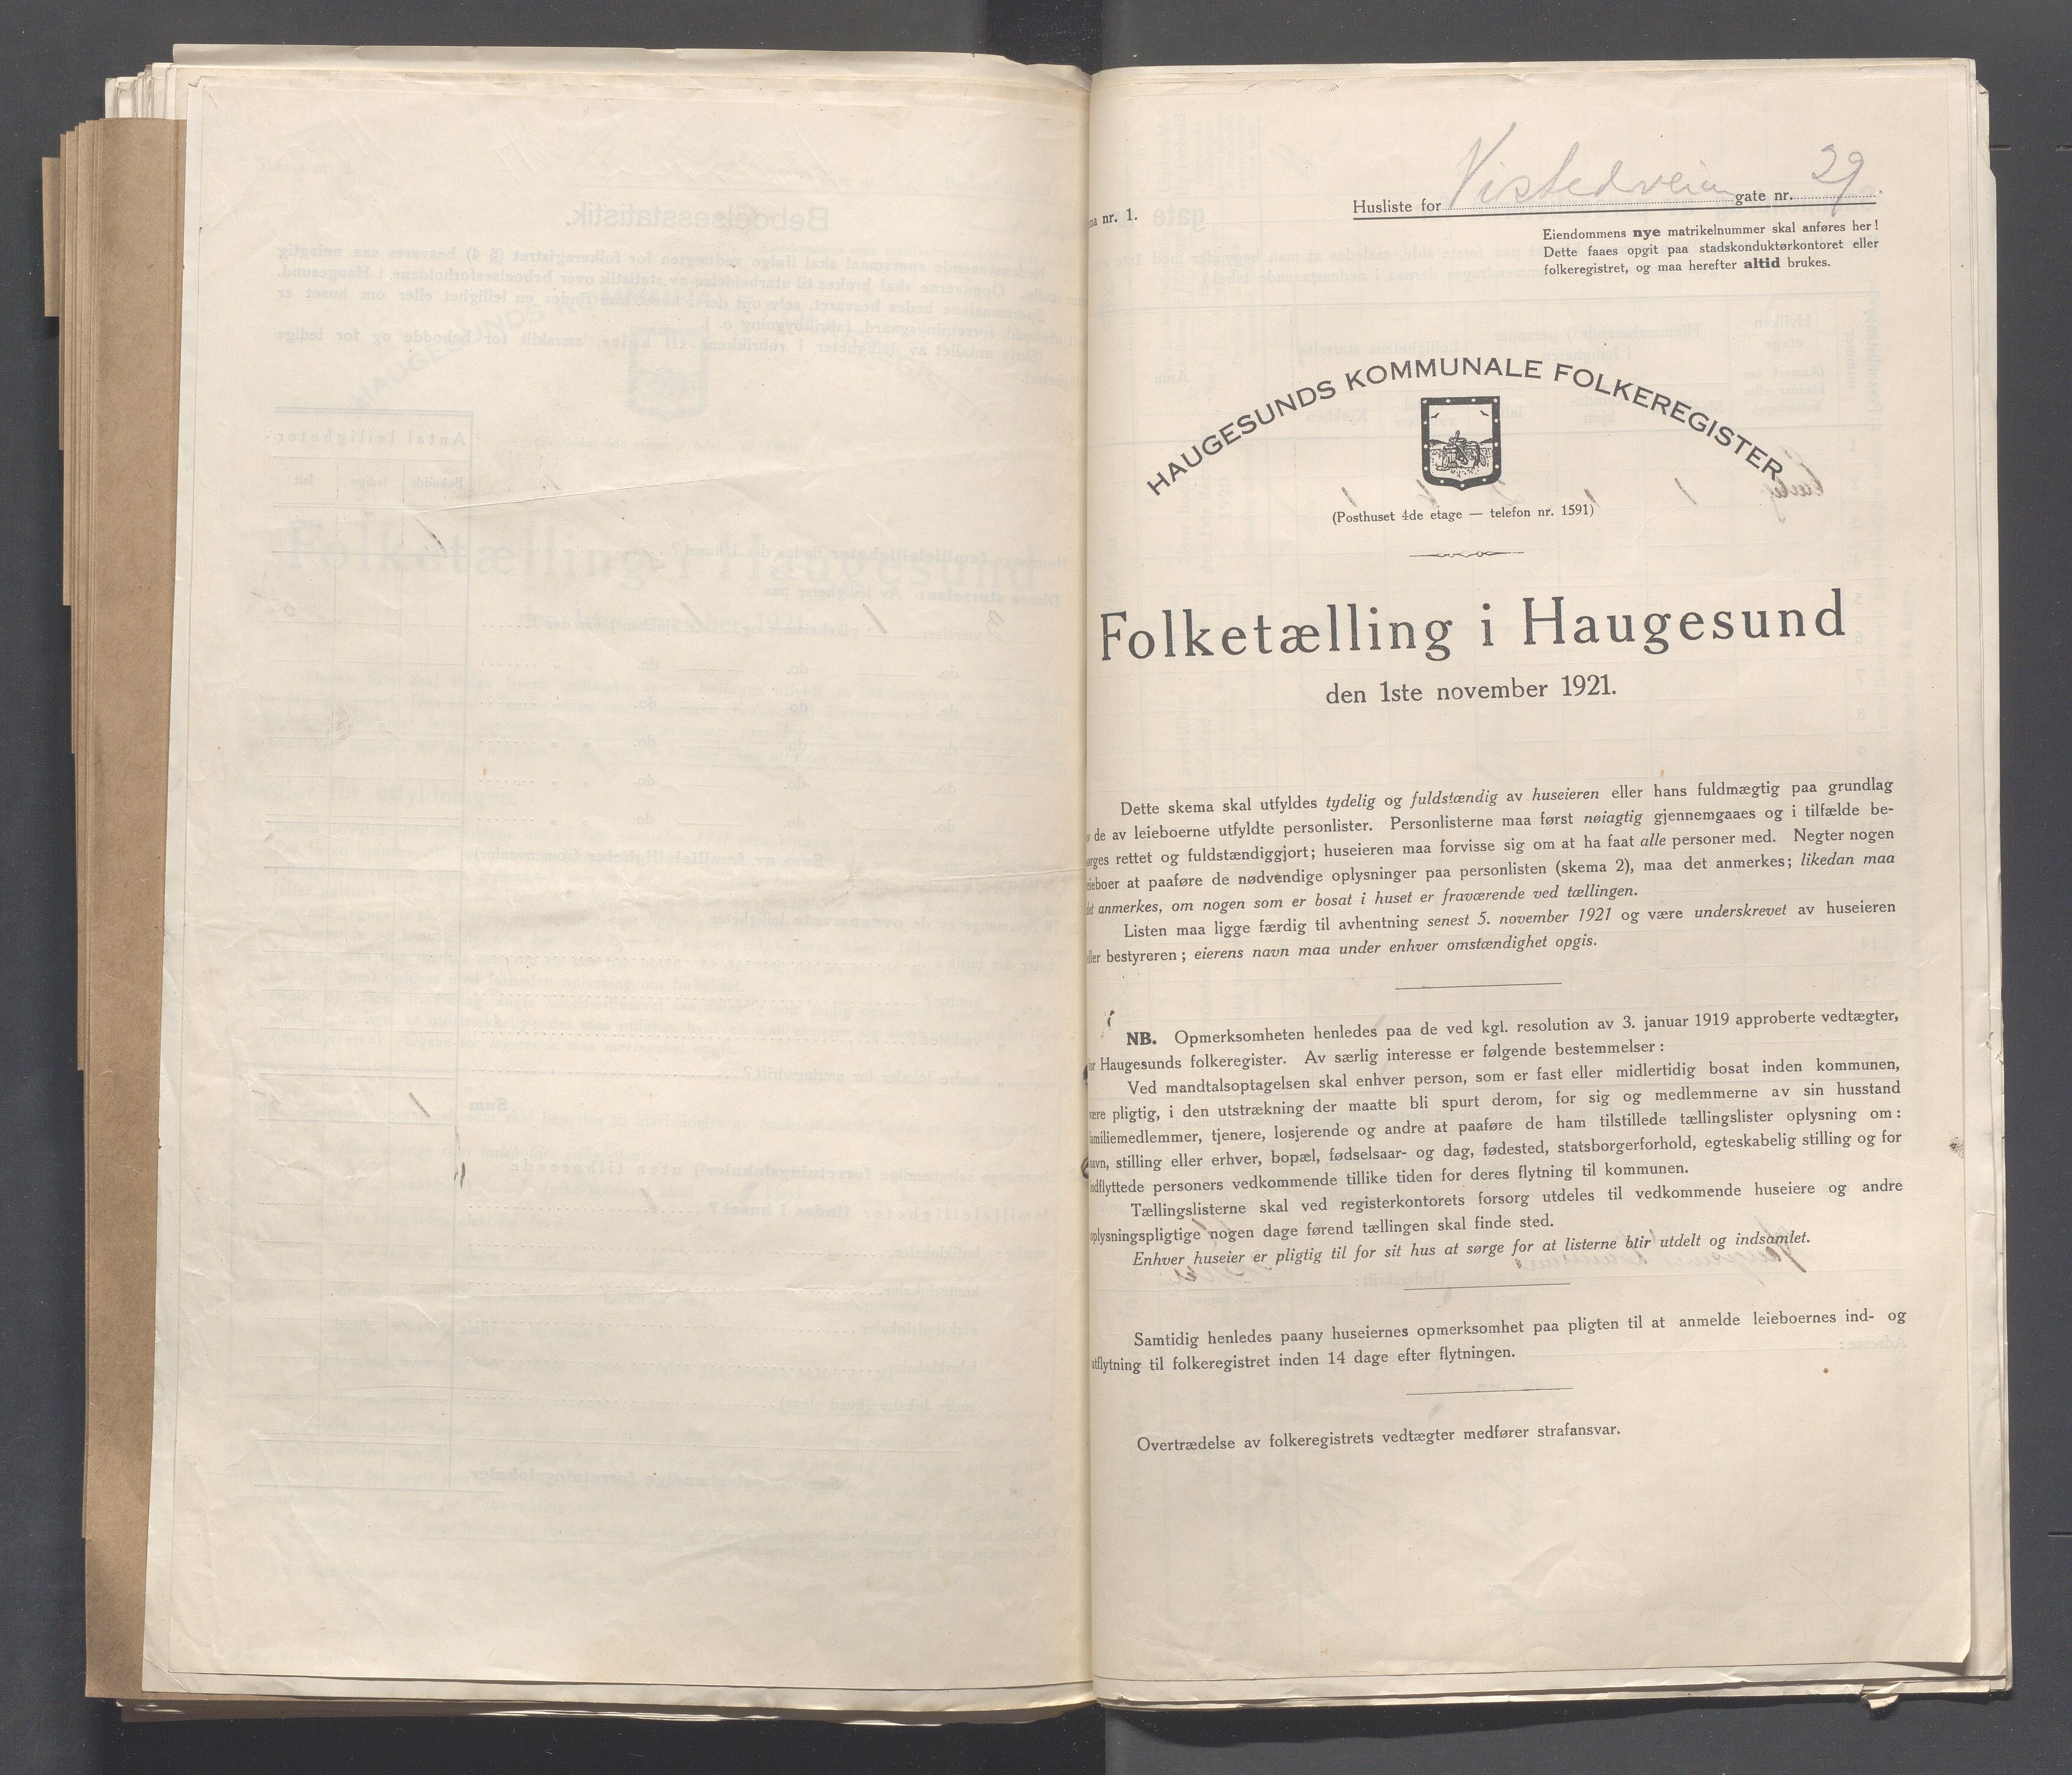 na nr. 1.
Husliste for Vistedveien gate nr. 29.
Eiendommens nye matrikelnummer skal anføres her!
Dette faaes opgit paa stadskonduktørkontoret eller
folkeregistret, og maa herefter altid brukes.
HAUGESUNDS KOMMUNALE FOLKEREGISTER
(Posthuset 4de etage — telefon nr. 1591)
Folketælling i Haugesund
den 1ste november 1921.
Dette skema skal utfyldes tydelig og fuldstændig av huseieren eller hans fuldmægtig paa grundlag
de av leieboerne utfyldte personlister. Personlisterne maa først nøiagtig gjennemgaaes og i tilfælde be-
ørges rettet og fuldstændiggjort; huseieren maa forvisse sig om at ha faat alle personer med. Negter nogen
eieboer at paaføre de nødvendige oplysninger paa personlisten (skema 2), maa det anmerkes; likedan maa
et anmerkes, om nogen som er bosat i huset er fraværende ved tællingen.
Listen maa ligge færdig til avhentning senest 5. november 1921 og være underskrevet av huseieren
ller bestyreren; eierens navn maa under enhver omstændighet opgis.
NB. Opmerksomheten henledes paa de ved kgl. resolution av 3. januar 1919 approberte vedtægter,
or Haugesunds folkeregister. Av særlig interesse er følgende bestemmelser:
Ved mandtalsoptagelsen skal enhver person, som er fast eller midlertidig bosat inden kommunen,
ære pligtig, i den utstrækning der maatte bli spurt derom, for sig og medlemmerne av sin husstand
amiliemedlemmer, tjenere, losjerende og andre at paaføre de ham tilstillede tællingslister oplysning om:
navn, stilling eller erhver, bopæl, fødselsaar- og dag, fødested, statsborgerforhold, egteskabelig stilling og for
ndflyttede personers vedkommende tillike tiden for deres flytning til kommunen.
Tællingslisterne skal ved registerkontorets forsorg utdeles til vedkommende huseiere og andre
oplysningspligtige nogen dage førend tællingen skal finde sted.
Enhver huseier er pligtig til for sit hus at sørge for at listerne blir utdelt og indsamlet.
Samtidig henledes paany huseiernes opmerksomhet paa pligten til at anmelde leieboernes ind- og
utflytning til folkeregistret inden 14 dage efter flytningen.
Overtrædelse av folkeregistrets vedtægter medfører strafansvar.